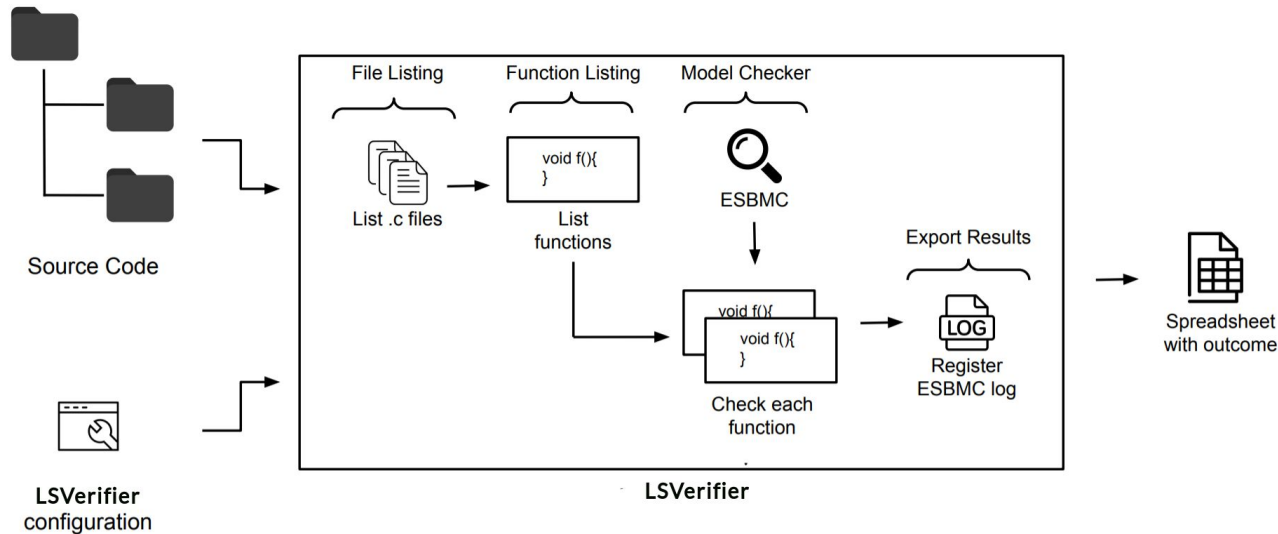 File Listing
Function Listing
Model Checker
void f(){
}
List .c files
List
functions
ESBMC
Source Code
Export Results
void f(){
void f(){
}
LOG
Register
ESBMC log
Check each
function
Spreadsheet
with outcome
LSVerifier
configuration
LSVerifier